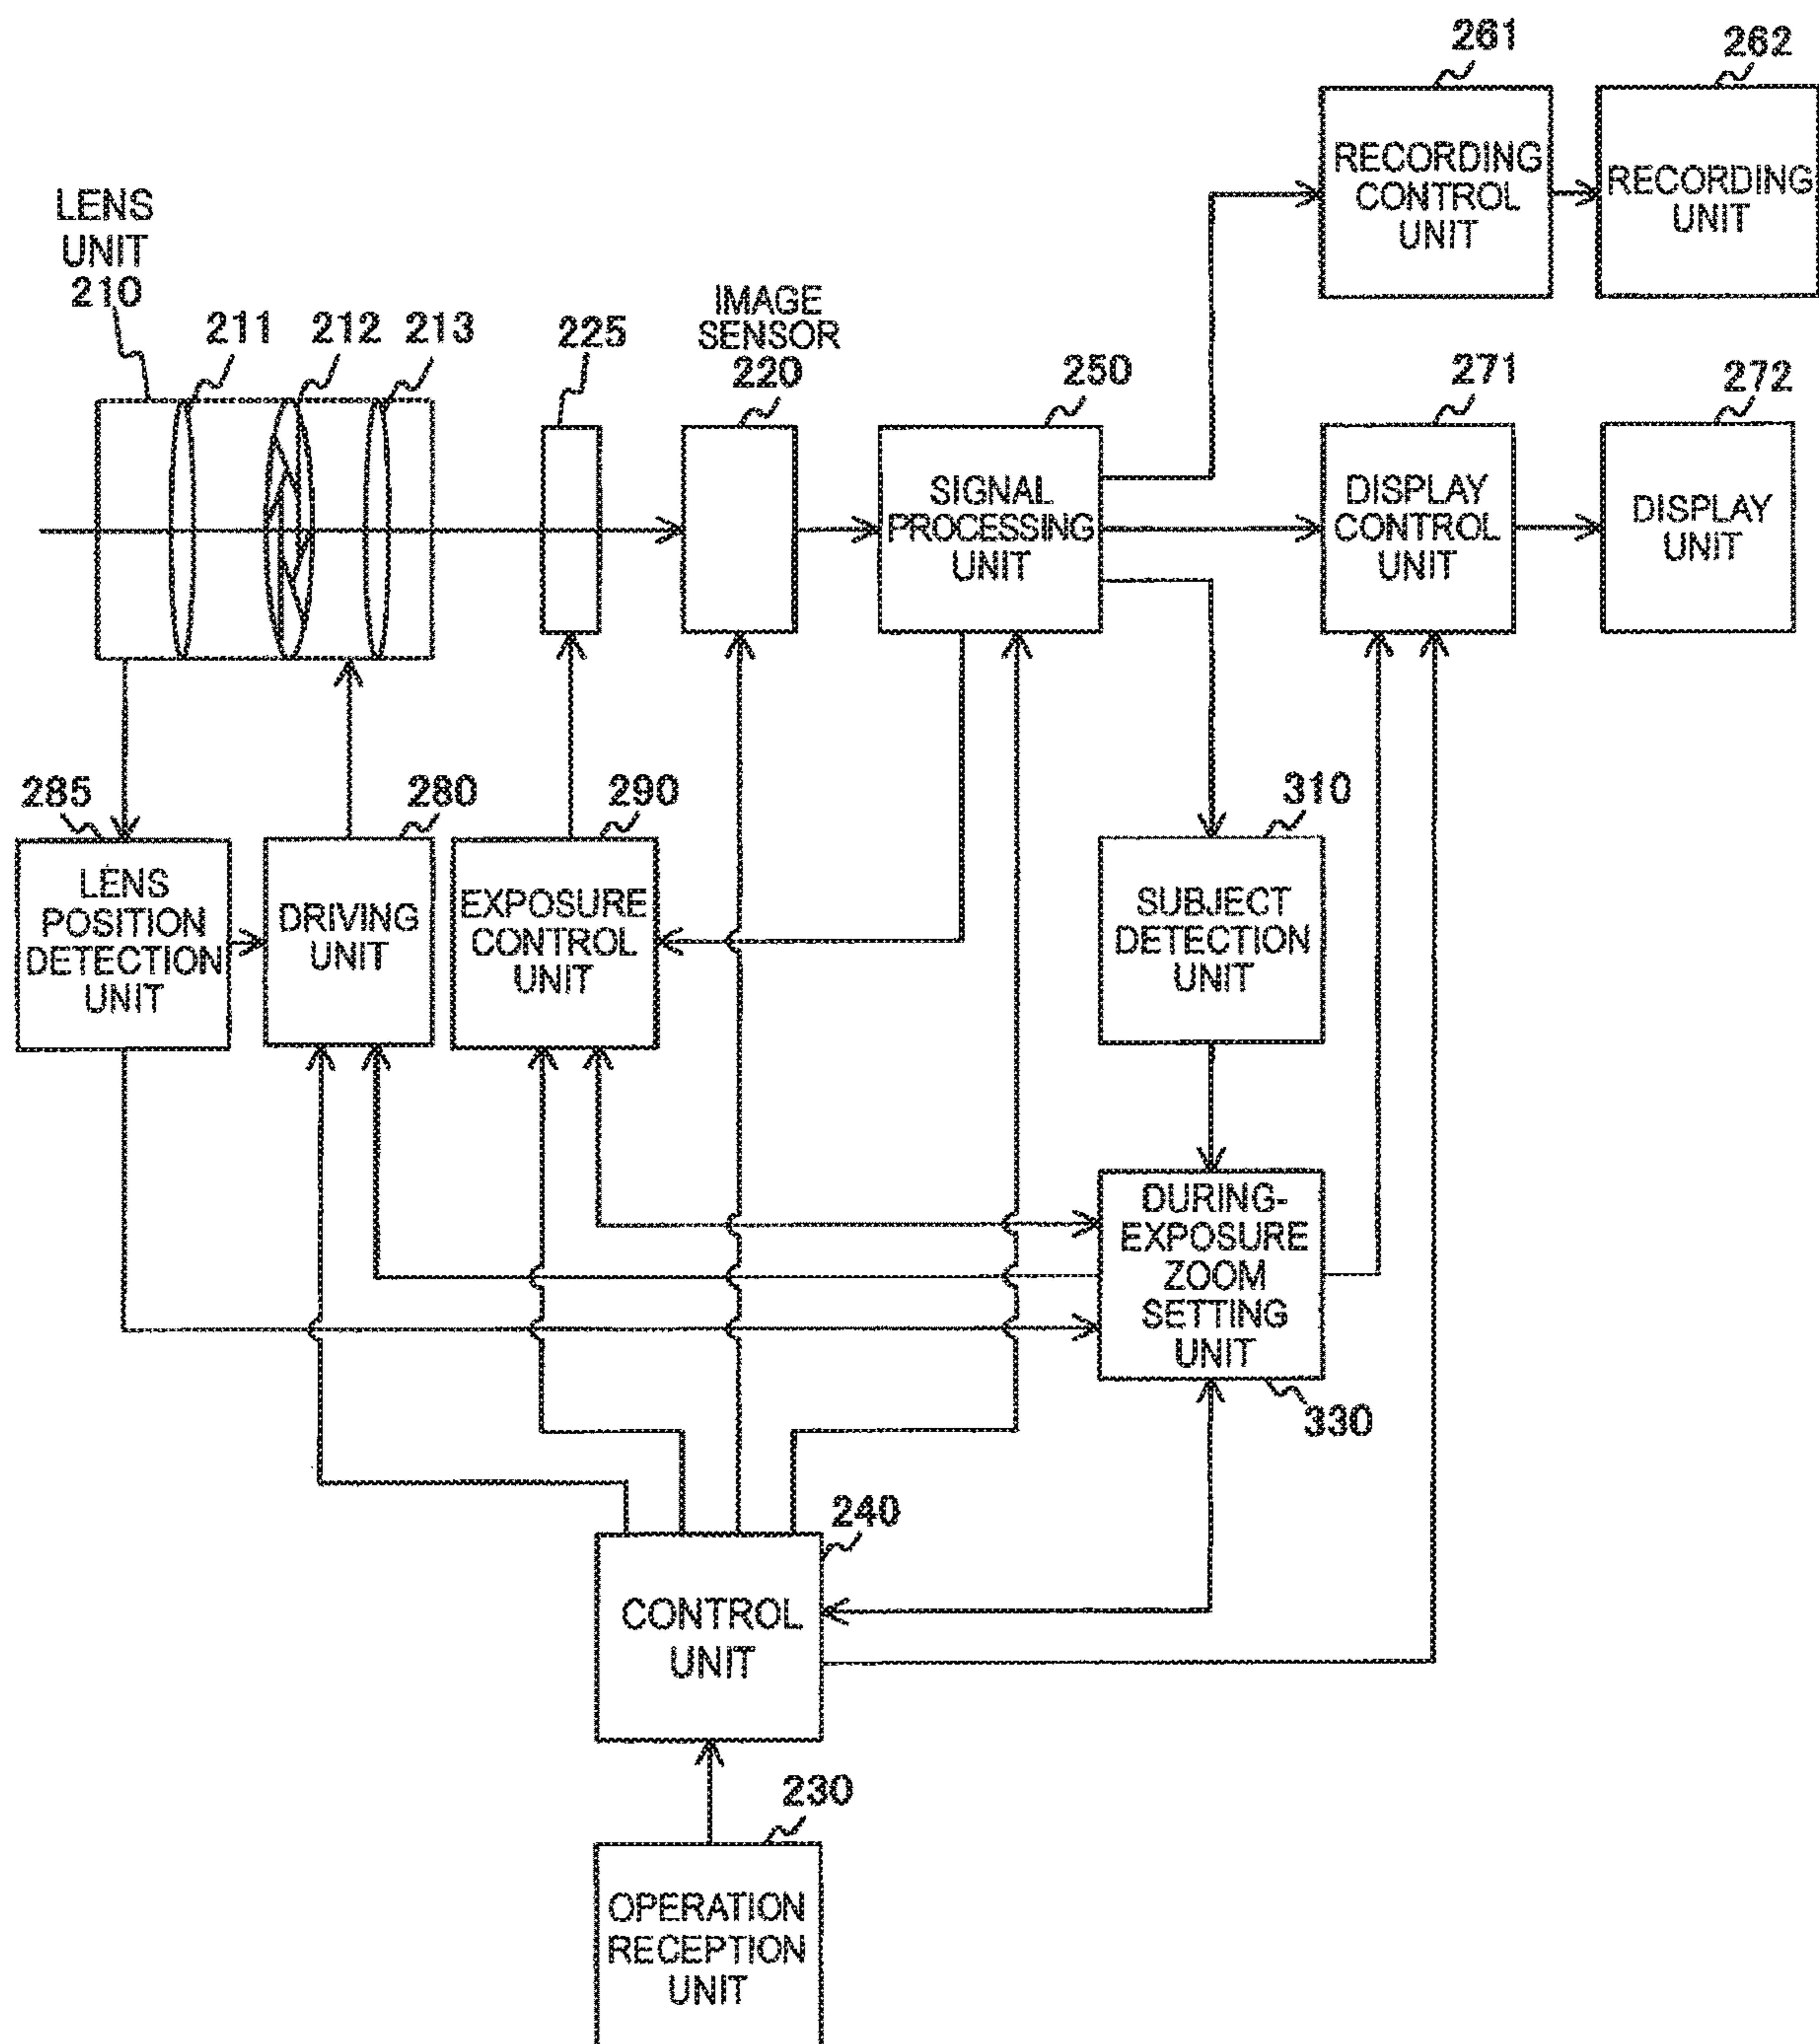 261
262
RECORDING
CONTROL
UNIT
RECORDING
UNIT
LENS
UNIT
210
211
212
213
225
IMAGE
SENSOR
220
250
271
272
SIGNAL
PROCESSING
UNIT
DISPLAY
CONTROL
UNIT
DISPLAY
UNIT
285
280
290
310
LENS
POSITION
DETECTION
UNIT
DRIVING
UNIT
EXPOSURE
CONTROL
UNIT
SUBJECT
DETECTION
UNIT
DURING-
EXPOSURE
ZOOM
SETTING
UNIT
330
240
CONTROL
UNIT
230
OPERATION
RECEPTION
UNIT